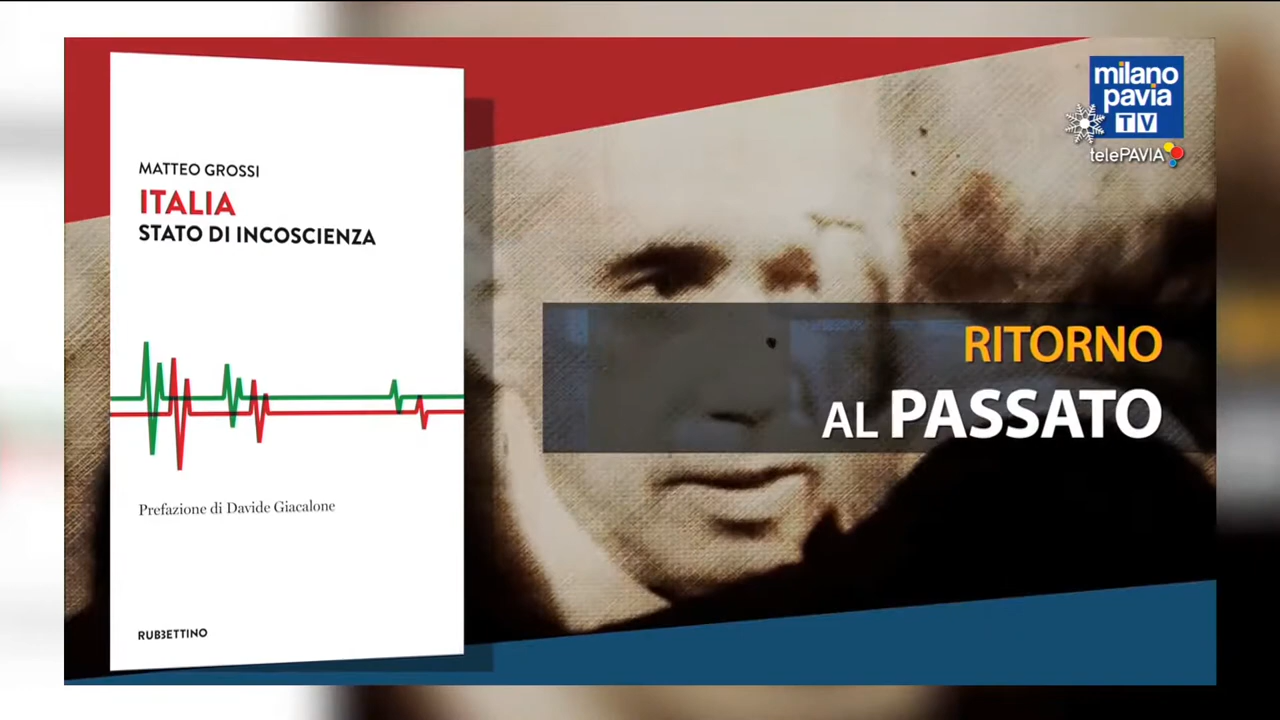 MATTEO GROSSI
ITALIA
STATO DI INCOSCIENZA
Prefazione di Davide Giacalone
RUBBETTINO
milano
pavia
TV
telePAVIA
RITORNO
AL PASSATO